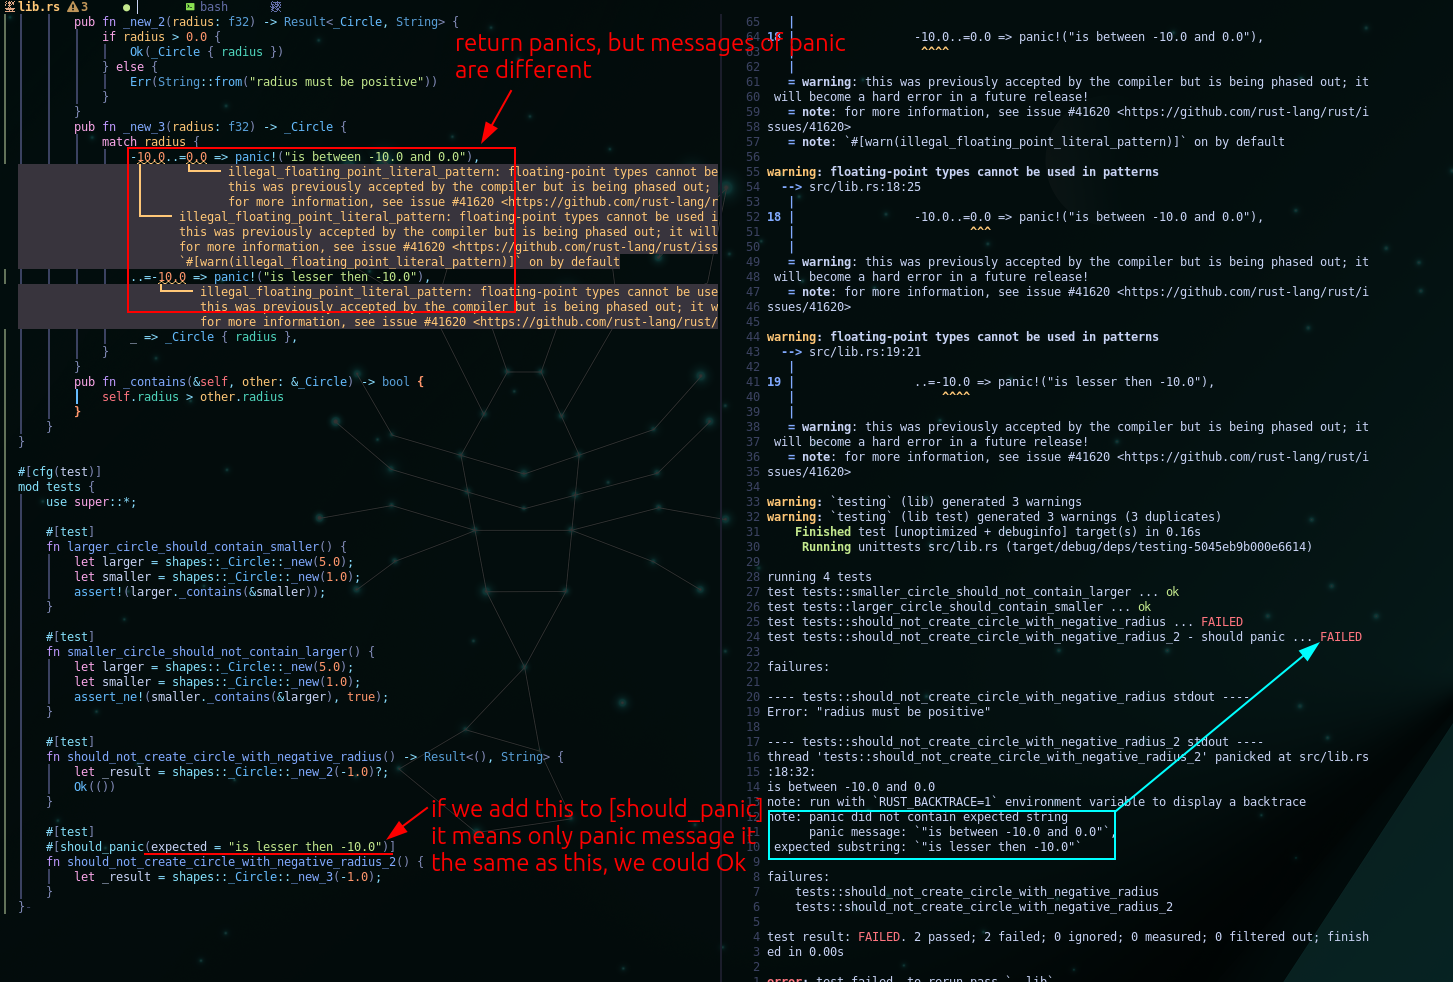 lib.rs 3 ● bash
pub fn _new_2(radius: f32) -> Result<_Circle, String> {
if radius > 0.0 {
Ok(_Circle { radius })
} else {
Err(String::from("radius must be positive"))
}
}
pub fn _new_3(radius: f32) -> _Circle {
match radius {
-10.0..=0.0 => panic!("is between -10.0 and 0.0"),
illegal_floating_point_literal_pattern: floating-point types cannot be
this was previously accepted by the compiler but is being phased out;
for more information, see issue #41620 <https://github.com/rust-lang/r
illegal_floating_point_literal_pattern: floating-point types cannot be used i
this was previously accepted by the compiler but is being phased out; it will
for more information, see issue #41620 <https://github.com/rust-lang/rust/iss
`#[warn(illegal_floating_point_literal_pattern)]` on by default
..=-10.0 => panic!("is lesser then -10.0"),
illegal_floating_point_literal_pattern: floating-point types cannot be use
this was previously accepted by the compiler but is being phased out; it w
for more information, see issue #41620 <https://github.com/rust-lang/rust/
_ => _Circle { radius },
}
}
pub fn _contains(&self, other: &_Circle) -> bool {
self.radius > other.radius
}
}
}
#[cfg(test)]
mod tests {
use super::*;
#[test]
fn larger_circle_should_contain_smaller() {
let larger = shapes::_Circle::_new(5.0);
let smaller = shapes::_Circle::_new(1.0);
assert!(larger._contains(&smaller));
}
#[test]
fn smaller_circle_should_not_contain_larger() {
let larger = shapes::_Circle::_new(5.0);
let smaller = shapes::_Circle::_new(1.0);
assert_ne!(smaller._contains(&larger), true);
}
#[test]
fn should_not_create_circle_with_negative_radius() -> Result<(), String> {
let _result = shapes::_Circle::_new_2(-1.0)?;
Ok(())
}
#[test]
#[should_panic(expected = "is lesser then -10.0")]
fn should_not_create_circle_with_negative_radius_2() {
let _result = shapes::_Circle::_new_3(-1.0);
}
}-
return panics, but messages of panic
are different
if we add this to [should_panic]
it means only panic message it
the same as this, we could Ok
65 |
64 18 | -10.0..=0.0 => panic!("is between -10.0 and 0.0"),
63 | ^^^^
62 |
61 = warning: this was previously accepted by the compiler but is being phased out; it
60 will become a hard error in a future release!
59 = note: for more information, see issue #41620 <https://github.com/rust-lang/rust/i
58 ssues/41620>
57 = note: `#[warn(illegal_floating_point_literal_pattern)]` on by default
56
55 warning: floating-point types cannot be used in patterns
54 --> src/lib.rs:18:25
53 |
52 18 | -10.0..=0.0 => panic!("is between -10.0 and 0.0"),
51 | ^^^
50 |
49 = warning: this was previously accepted by the compiler but is being phased out; it
48 will become a hard error in a future release!
47 = note: for more information, see issue #41620 <https://github.com/rust-lang/rust/i
46 ssues/41620>
45
44 warning: floating-point types cannot be used in patterns
43 --> src/lib.rs:19:21
42 |
41 19 | ..=-10.0 => panic!("is lesser then -10.0"),
40 | ^^^^
39 |
38 = warning: this was previously accepted by the compiler but is being phased out; it
37 will become a hard error in a future release!
36 = note: for more information, see issue #41620 <https://github.com/rust-lang/rust/i
35 ssues/41620>
34
33 warning: `testing` (lib) generated 3 warnings
32 warning: `testing` (lib test) generated 3 warnings (3 duplicates)
31 Finished test [unoptimized + debuginfo] target(s) in 0.16s
30 Running unittests src/lib.rs (target/debug/deps/testing-5045eb9b000e6614)
29
28 running 4 tests
27 test tests::smaller_circle_should_not_contain_larger ... ok
26 test tests::larger_circle_should_contain_smaller ... ok
25 test tests::should_not_create_circle_with_negative_radius ... FAILED
24 test tests::should_not_create_circle_with_negative_radius_2 - should panic ... FAILED
23
22 failures:
21
20 ---- tests::should_not_create_circle_with_negative_radius stdout ----
19 Error: "radius must be positive"
18
17 ---- tests::should_not_create_circle_with_negative_radius_2 stdout ----
16 thread 'tests::should_not_create_circle_with_negative_radius_2' panicked at src/lib.rs
15 :18:32:
14 is between -10.0 and 0.0
13 note: run with `RUST_BACKTRACE=1` environment variable to display a backtrace
12 note: panic did not contain expected string
11 panic message: `"is between -10.0 and 0.0"`,
10 expected substring: `"is lesser then -10.0"`
9
8 failures:
7 tests::should_not_create_circle_with_negative_radius
6 tests::should_not_create_circle_with_negative_radius_2
5
4 test result: FAILED. 2 passed; 2 failed; 0 ignored; 0 measured; 0 filtered out; finish
3 ed in 0.00s
2
1 error: test failed, to rerun pass `--lib`